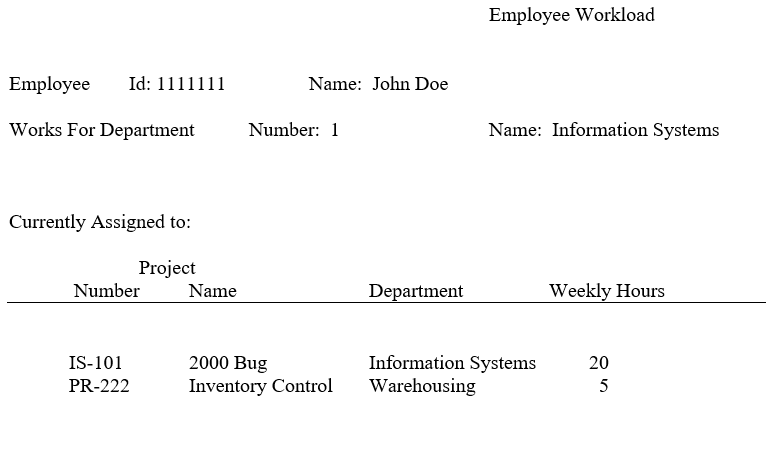 Employee Workload
Employee Id: 1111111 Name: John Doe
Works For Department Number: 1 Name: Information Systems
Currently Assigned to:
Project
Number Name Department Weekly Hours
IS-101 2000 Bug Information Systems 20
PR-222 Inventory Control Warehousing 5